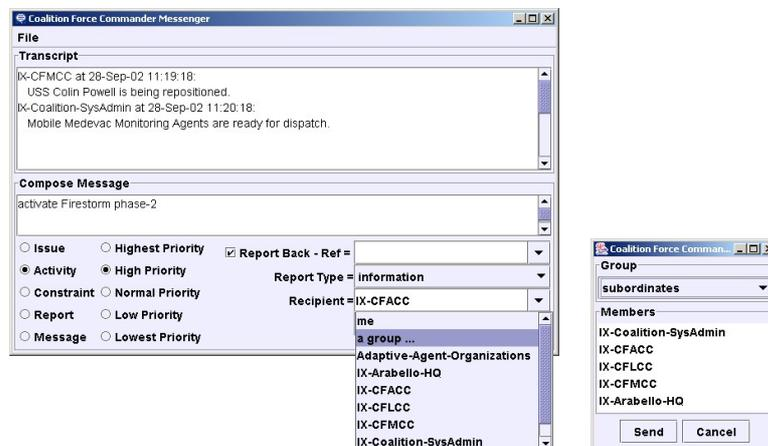 Coalition Force Commander Messenger
File
Transcript
IX-CFMCC at 28-Sep-02 11:19:18:
USS Colin Powell is being repositioned.
IX-Coalition-SysAdmin at 28-Sep-02 11:20:18:
Mobile Medevac Monitoring Agents are ready for dispatch.
Compose Message
activate Firestorm phase-2
Issue Highest Priority Report Back - Ref =
Activity High Priority Report Type = information
Constraint Normal Priority Recipient = IX-CFACC
Report Low Priority
Message Lowest Priority
me
a group ...
Adaptive-Agent-Organizations
IX-Arabello-HQ
IX-CFACC
IX-CFLCC
IX-CFMCC
IX-Coalition-SysAdmin
Coalition Force Comman...
Group
subordinates
Members
IX-Coalition-SysAdmin
IX-CFACC
IX-CFLCC
IX-CFMCC
IX-Arabello-HQ
Send Cancel